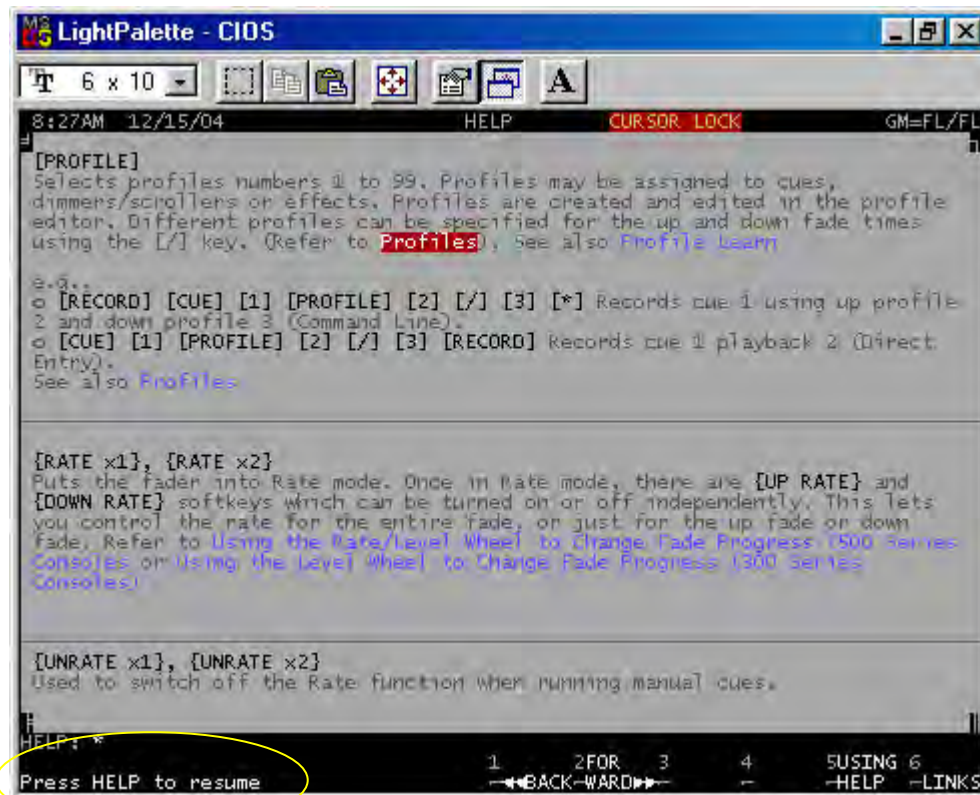 LightPalette - CIOS
6 x 10 A
8:27AM 12/15/04 HELP CURSOR LOCK GM=FL/FL
[PROFILE]
Selects profiles numbers 1 to 99. Profiles may be assigned to cues,
dimmers/scrollers or effects. Profiles are created and edited in the profile
editor. Different profiles can be specified for the up and down fade times
using the [/] key. (Refer to Profiles). See also Profile Learn
e.g..
o [RECORD] [CUE] [1] [PROFILE] [2] [/] [3] [*] Records cue 1 using up profile
2 and down profile 3 (Command Line).
o [CUE] [1] [PROFILE] [2] [/] [3] [RECORD] Records cue 1 playback 2 (Direct
Entry).
See also Profiles
{RATE x1}, {RATE x2}
Puts the fader into Rate mode. Once in Rate mode, there are {UP RATE} and
{DOWN RATE} softkeys which can be turned on or off independently. This lets
you control the rate for the entire fade, or just for the up fade or down
fade. Refer to Using the Rate/Level Wheel to Change Fade Progress (500 Series
Consoles or Using the Level Wheel to Change Fade Progress (300 Series
Consoles)
{UNRATE x1}, {UNRATE x2}
Used to switch off the Rate function when running manual cues.
HELP: *
1 2FOR 3 4 5USING 6
Press HELP to resume BACK-WARD HELP LINKS